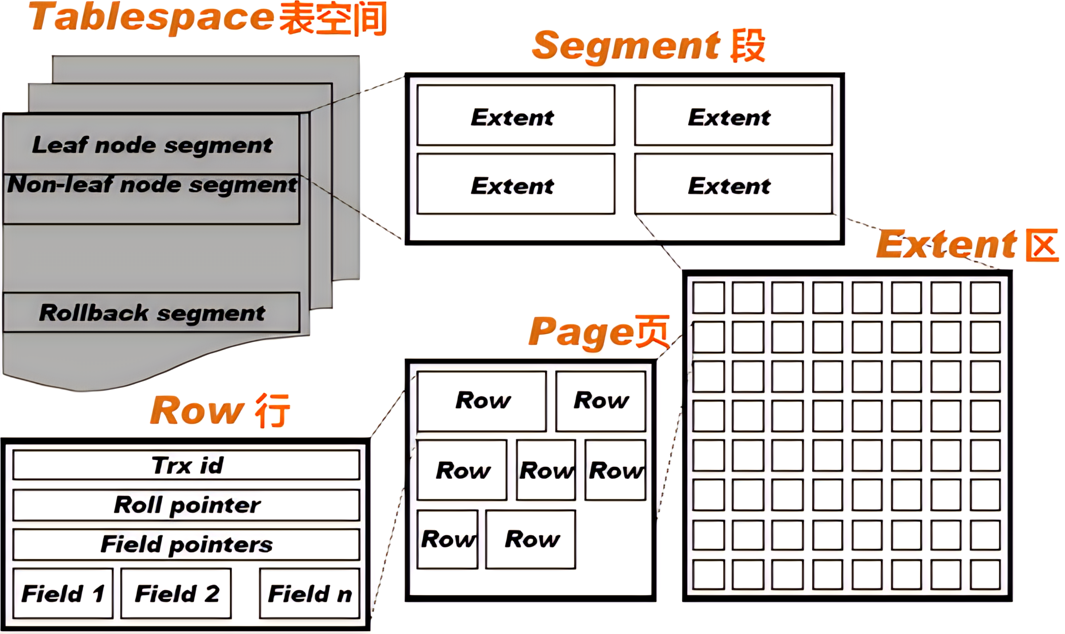 Tablespace表空间
Leaf node segment
Non-leaf node segment
Rollback segment
Segment 段
Extent
Extent
Extent
Extent
Extent 区
Page页
Row
Row
Row
Row
Row
Row
Row
Row 行
Trx id
Roll pointer
Field pointers
Field 1
Field 2
Field n